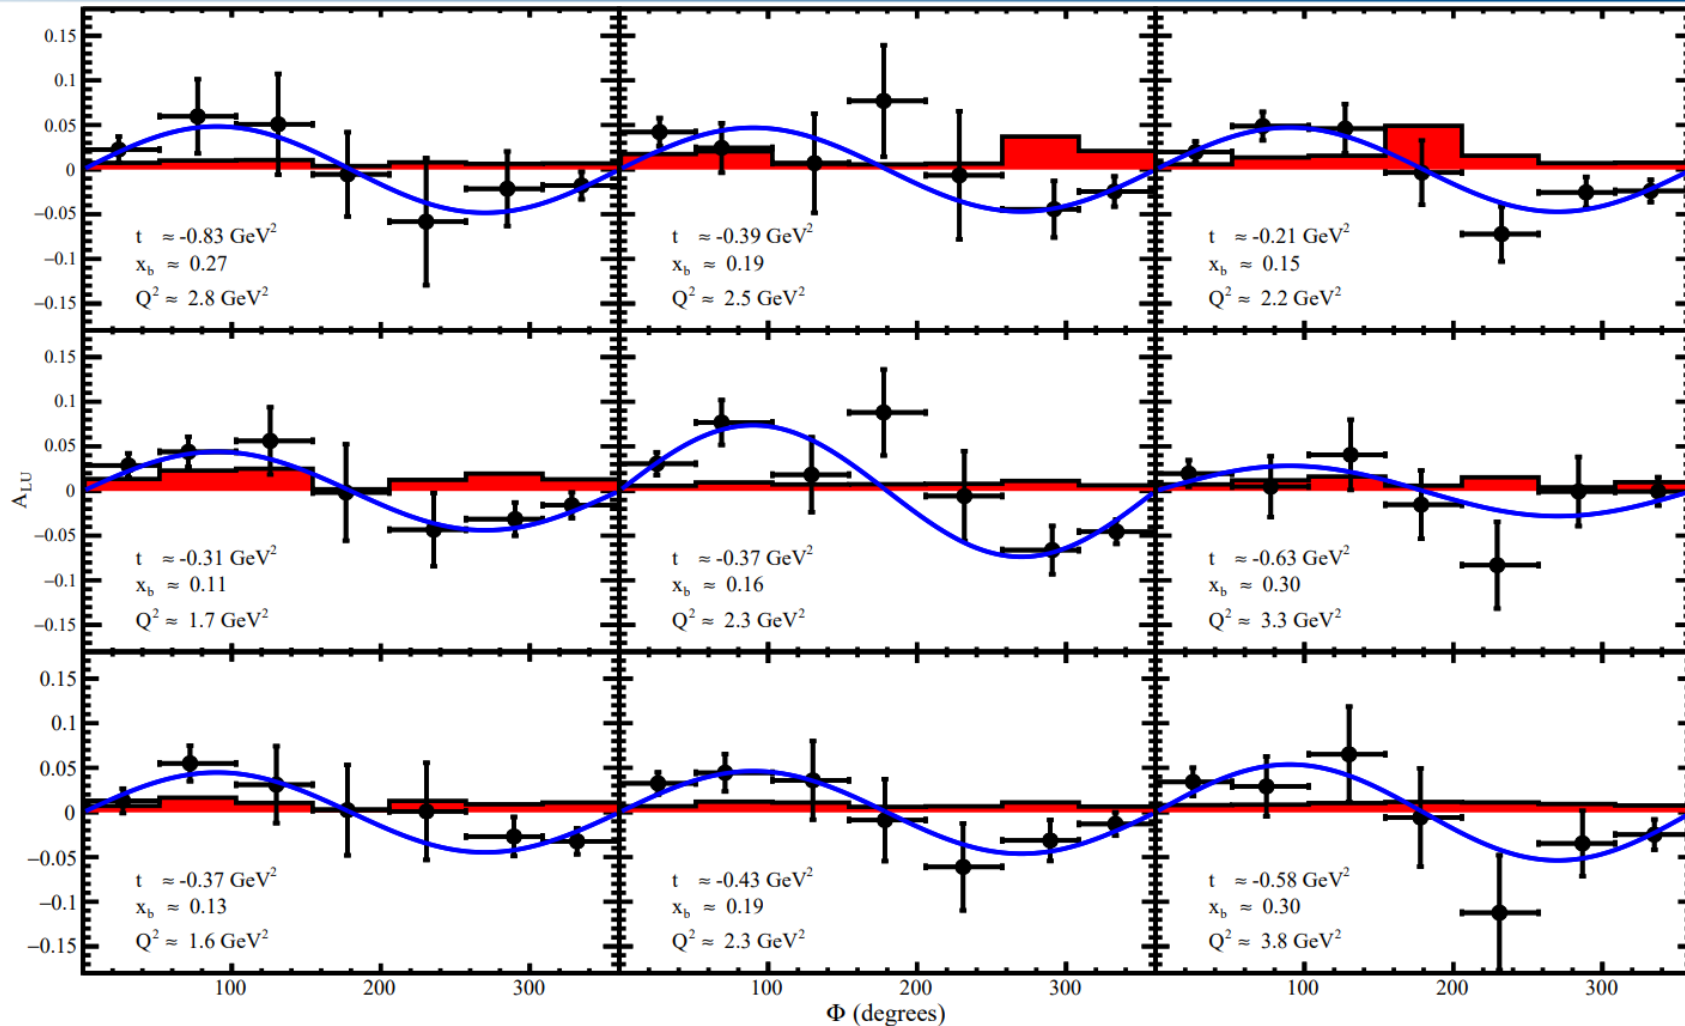 0.15
0.1
0.05
0
−0.05
−0.1
−0.15
t ≈ -0.83 GeV²
x_b ≈ 0.27
Q² ≈ 2.8 GeV²
t ≈ -0.39 GeV²
x_b ≈ 0.19
Q² ≈ 2.5 GeV²
t ≈ -0.21 GeV²
x_b ≈ 0.15
Q² ≈ 2.2 GeV²
A_LU
0.15
0.1
0.05
0
−0.05
−0.1
−0.15
t ≈ -0.31 GeV²
x_b ≈ 0.11
Q² ≈ 1.7 GeV²
t ≈ -0.37 GeV²
x_b ≈ 0.16
Q² ≈ 2.3 GeV²
t ≈ -0.63 GeV²
x_b ≈ 0.30
Q² ≈ 3.3 GeV²
0.15
0.1
0.05
0
−0.05
−0.1
−0.15
t ≈ -0.37 GeV²
x_b ≈ 0.13
Q² ≈ 1.6 GeV²
t ≈ -0.43 GeV²
x_b ≈ 0.19
Q² ≈ 2.3 GeV²
t ≈ -0.58 GeV²
x_b ≈ 0.30
Q² ≈ 3.8 GeV²
100 200 300 100 200 300 100 200 300
Φ (degrees)